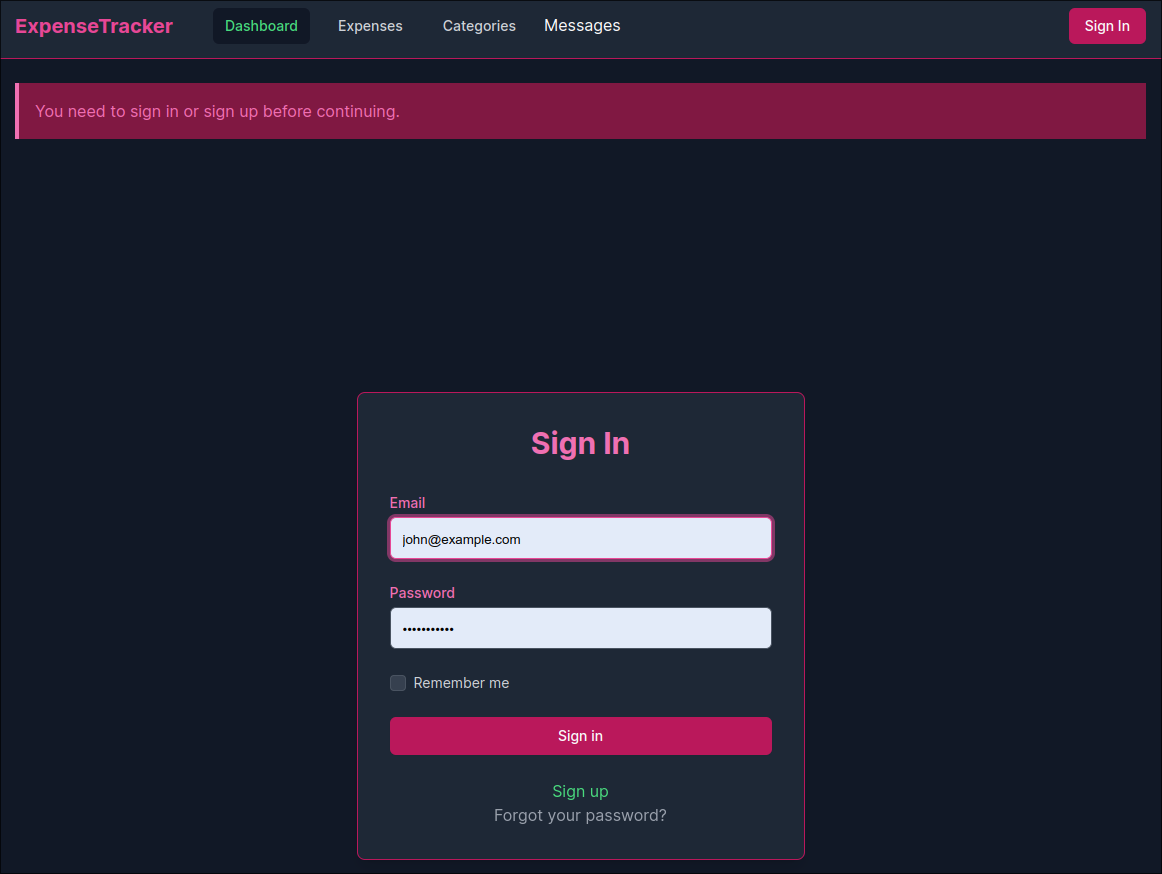 ExpenseTracker Dashboard Expenses Categories Messages Sign In
You need to sign in or sign up before continuing.
Sign In
Email
john@example.com
Password
•••••••••••
Remember me
Sign in
Sign up
Forgot your password?